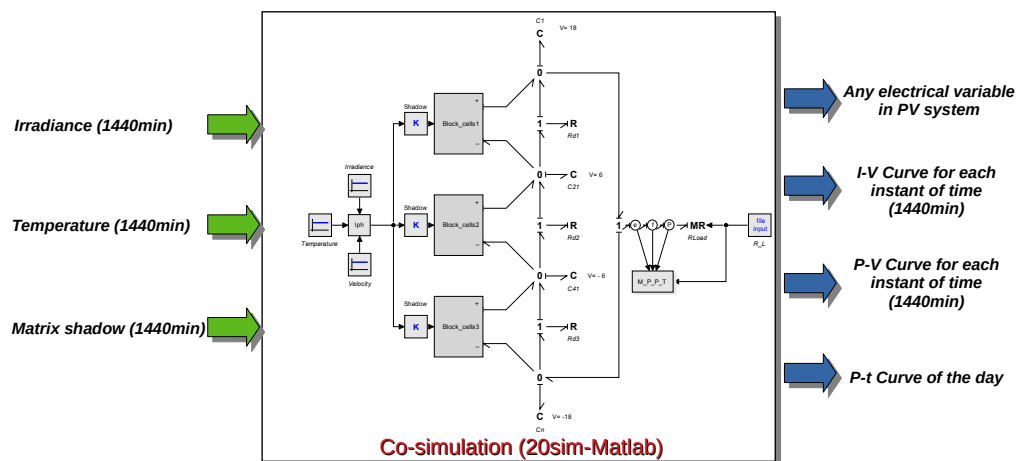 Irradiance (1440min)
Temperature (1440min)
Matrix shadow (1440min)
C1
C
V= 18
0
Shadow
K
Block_cells1
+
–
1
R
Rd1
Irradiance
0
C
V= 6
C21
Temperature
Iph
Velocity
Shadow
K
Block_cells2
+
–
1
R
Rd2
1
e
f
P
MR
RLoad
file
input
R_L
M_P_P_T
0
C
V= - 6
C41
Shadow
K
Block_cells3
+
–
1
R
Rd3
0
C
V= -18
Cn
Co-simulation (20sim-Matlab)
Any electrical variable
in PV system
I-V Curve for each
instant of time
(1440min)
P-V Curve for each
instant of time
(1440min)
P-t Curve of the day